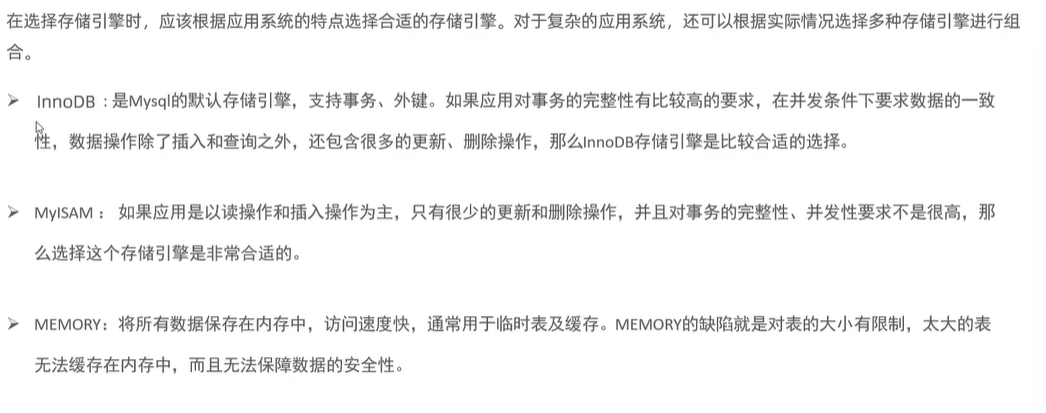 在选择存储引擎时，应该根据应用系统的特点选择合适的存储引擎。对于复杂的应用系统，还可以根据实际情况选择多种存储引擎进行组
合。
➢ InnoDB : 是Mysql的默认存储引擎，支持事务、外键。如果应用对事务的完整性有比较高的要求，在并发条件下要求数据的一致
性，数据操作除了插入和查询之外，还包含很多的更新、删除操作，那么InnoDB存储引擎是比较合适的选择。
➢ MyISAM ： 如果应用是以读操作和插入操作为主，只有很少的更新和删除操作，并且对事务的完整性、并发性要求不是很高，那
么选择这个存储引擎是非常合适的。
➢ MEMORY：将所有数据保存在内存中，访问速度快，通常用于临时表及缓存。MEMORY的缺陷就是对表的大小有限制，太大的表
无法缓存在内存中，而且无法保障数据的安全性。